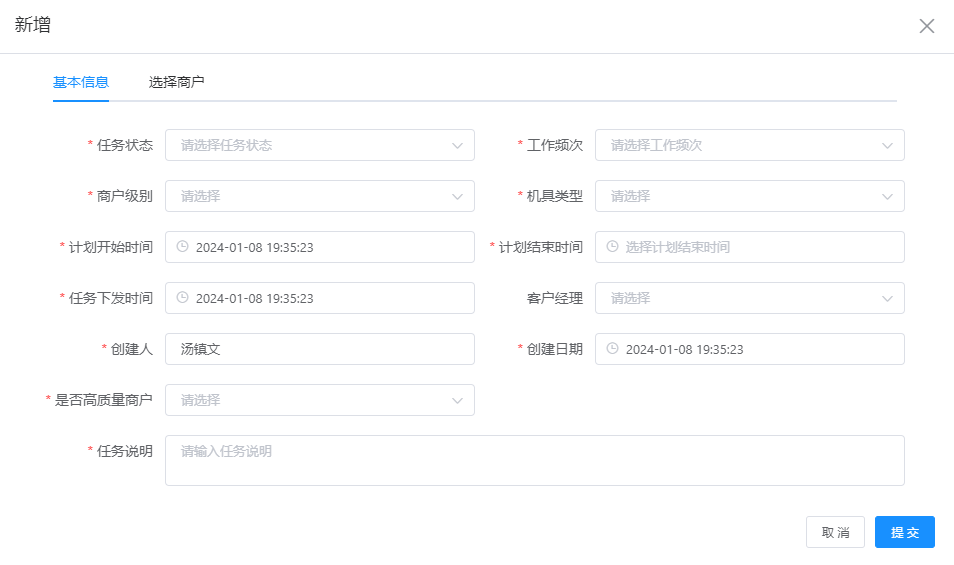 新增
基本信息 选择商户
* 任务状态 请选择任务状态 * 工作频次 请选择工作频次
* 商户级别 请选择 * 机具类型 请选择
* 计划开始时间 2024-01-08 19:35:23 * 计划结束时间 选择计划结束时间
* 任务下发时间 2024-01-08 19:35:23 客户经理 请选择
* 创建人 汤镇文 * 创建日期 2024-01-08 19:35:23
* 是否高质量商户 请选择
* 任务说明 请输入任务说明
取消 提交